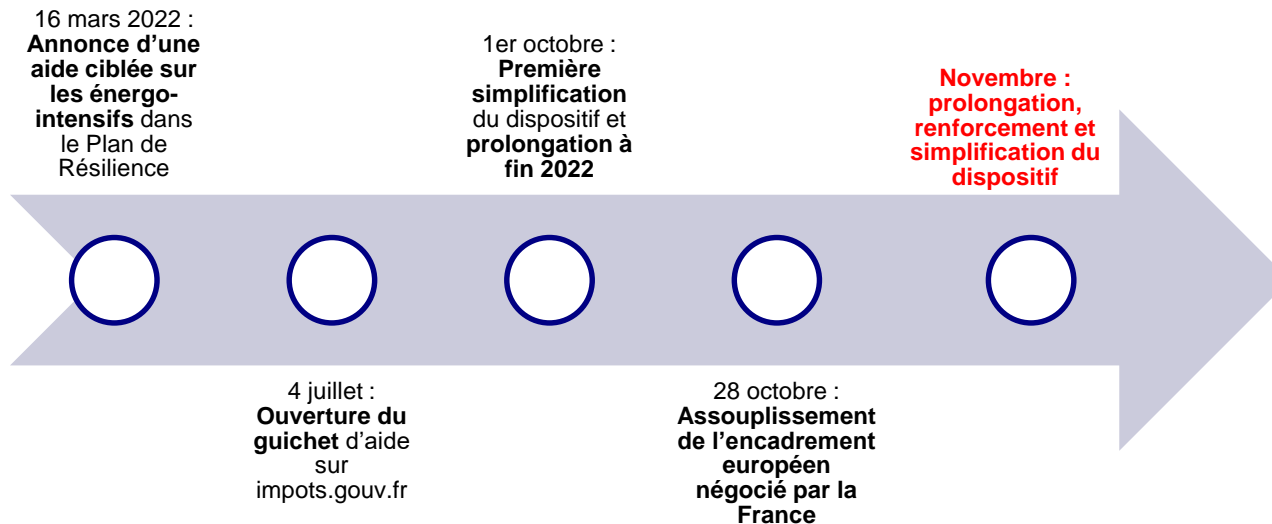 16 mars 2022 :
Annonce d’une
aide ciblée sur
les énergo-
intensifs dans
le Plan de
Résilience
4 juillet :
Ouverture du
guichet d’aide
sur
impots.gouv.fr
1er octobre :
Première
simplification
du dispositif et
prolongation à
fin 2022
28 octobre :
Assouplissement
de l’encadrement
européen
négocié par la
France
Novembre :
prolongation,
renforcement et
simplification du
dispositif